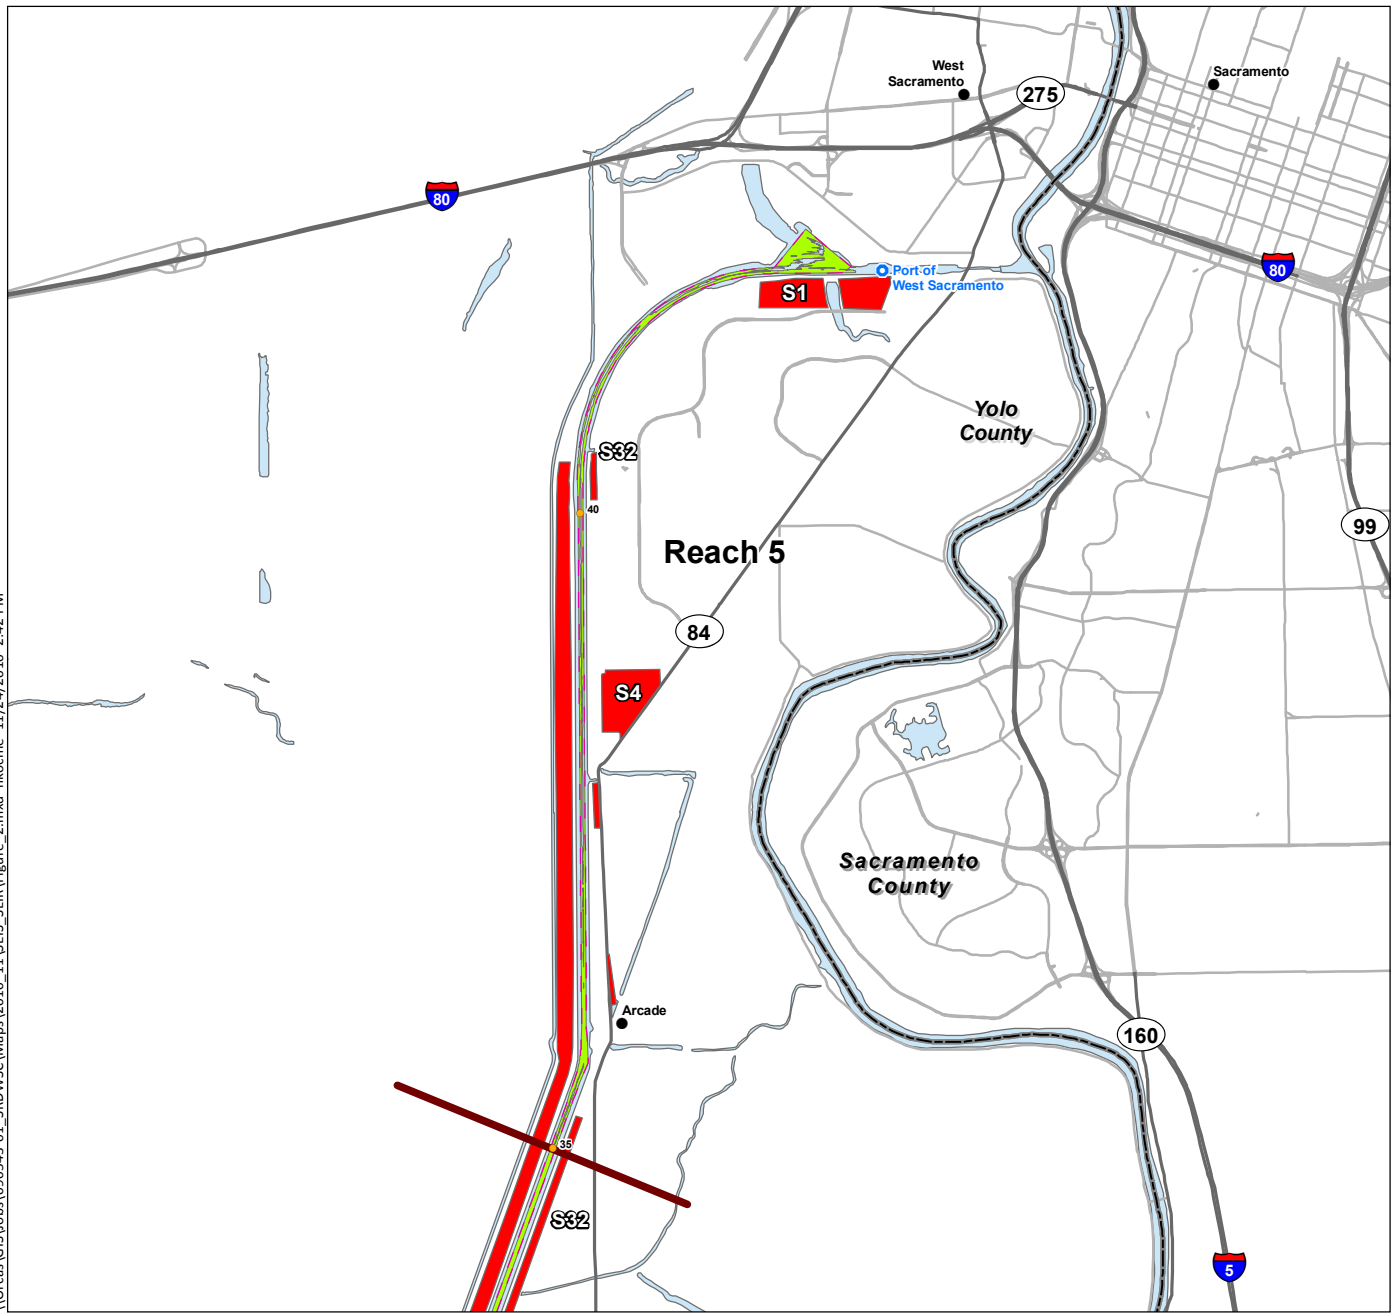 West
Sacramento
Sacramento
275
80
80
Port of
West Sacramento
S1
Yolo
County
S32
40
99
Reach 5
84
S4
Sacramento
County
Arcade
160
35
S32
5